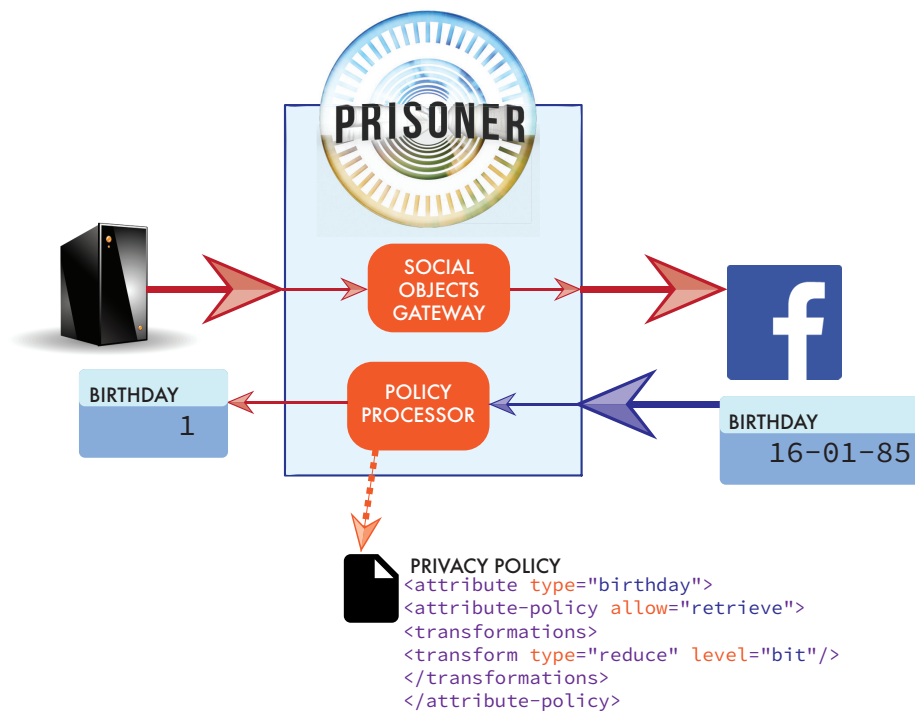 PRISONER
SOCIAL
OBJECTS
GATEWAY
f
BIRTHDAY
1
POLICY
PROCESSOR
BIRTHDAY
16-01-85
PRIVACY POLICY
<attribute type="birthday">
<attribute-policy allow="retrieve">
<transformations>
<transform type="reduce" level="bit"/>
</transformations>
</attribute-policy>